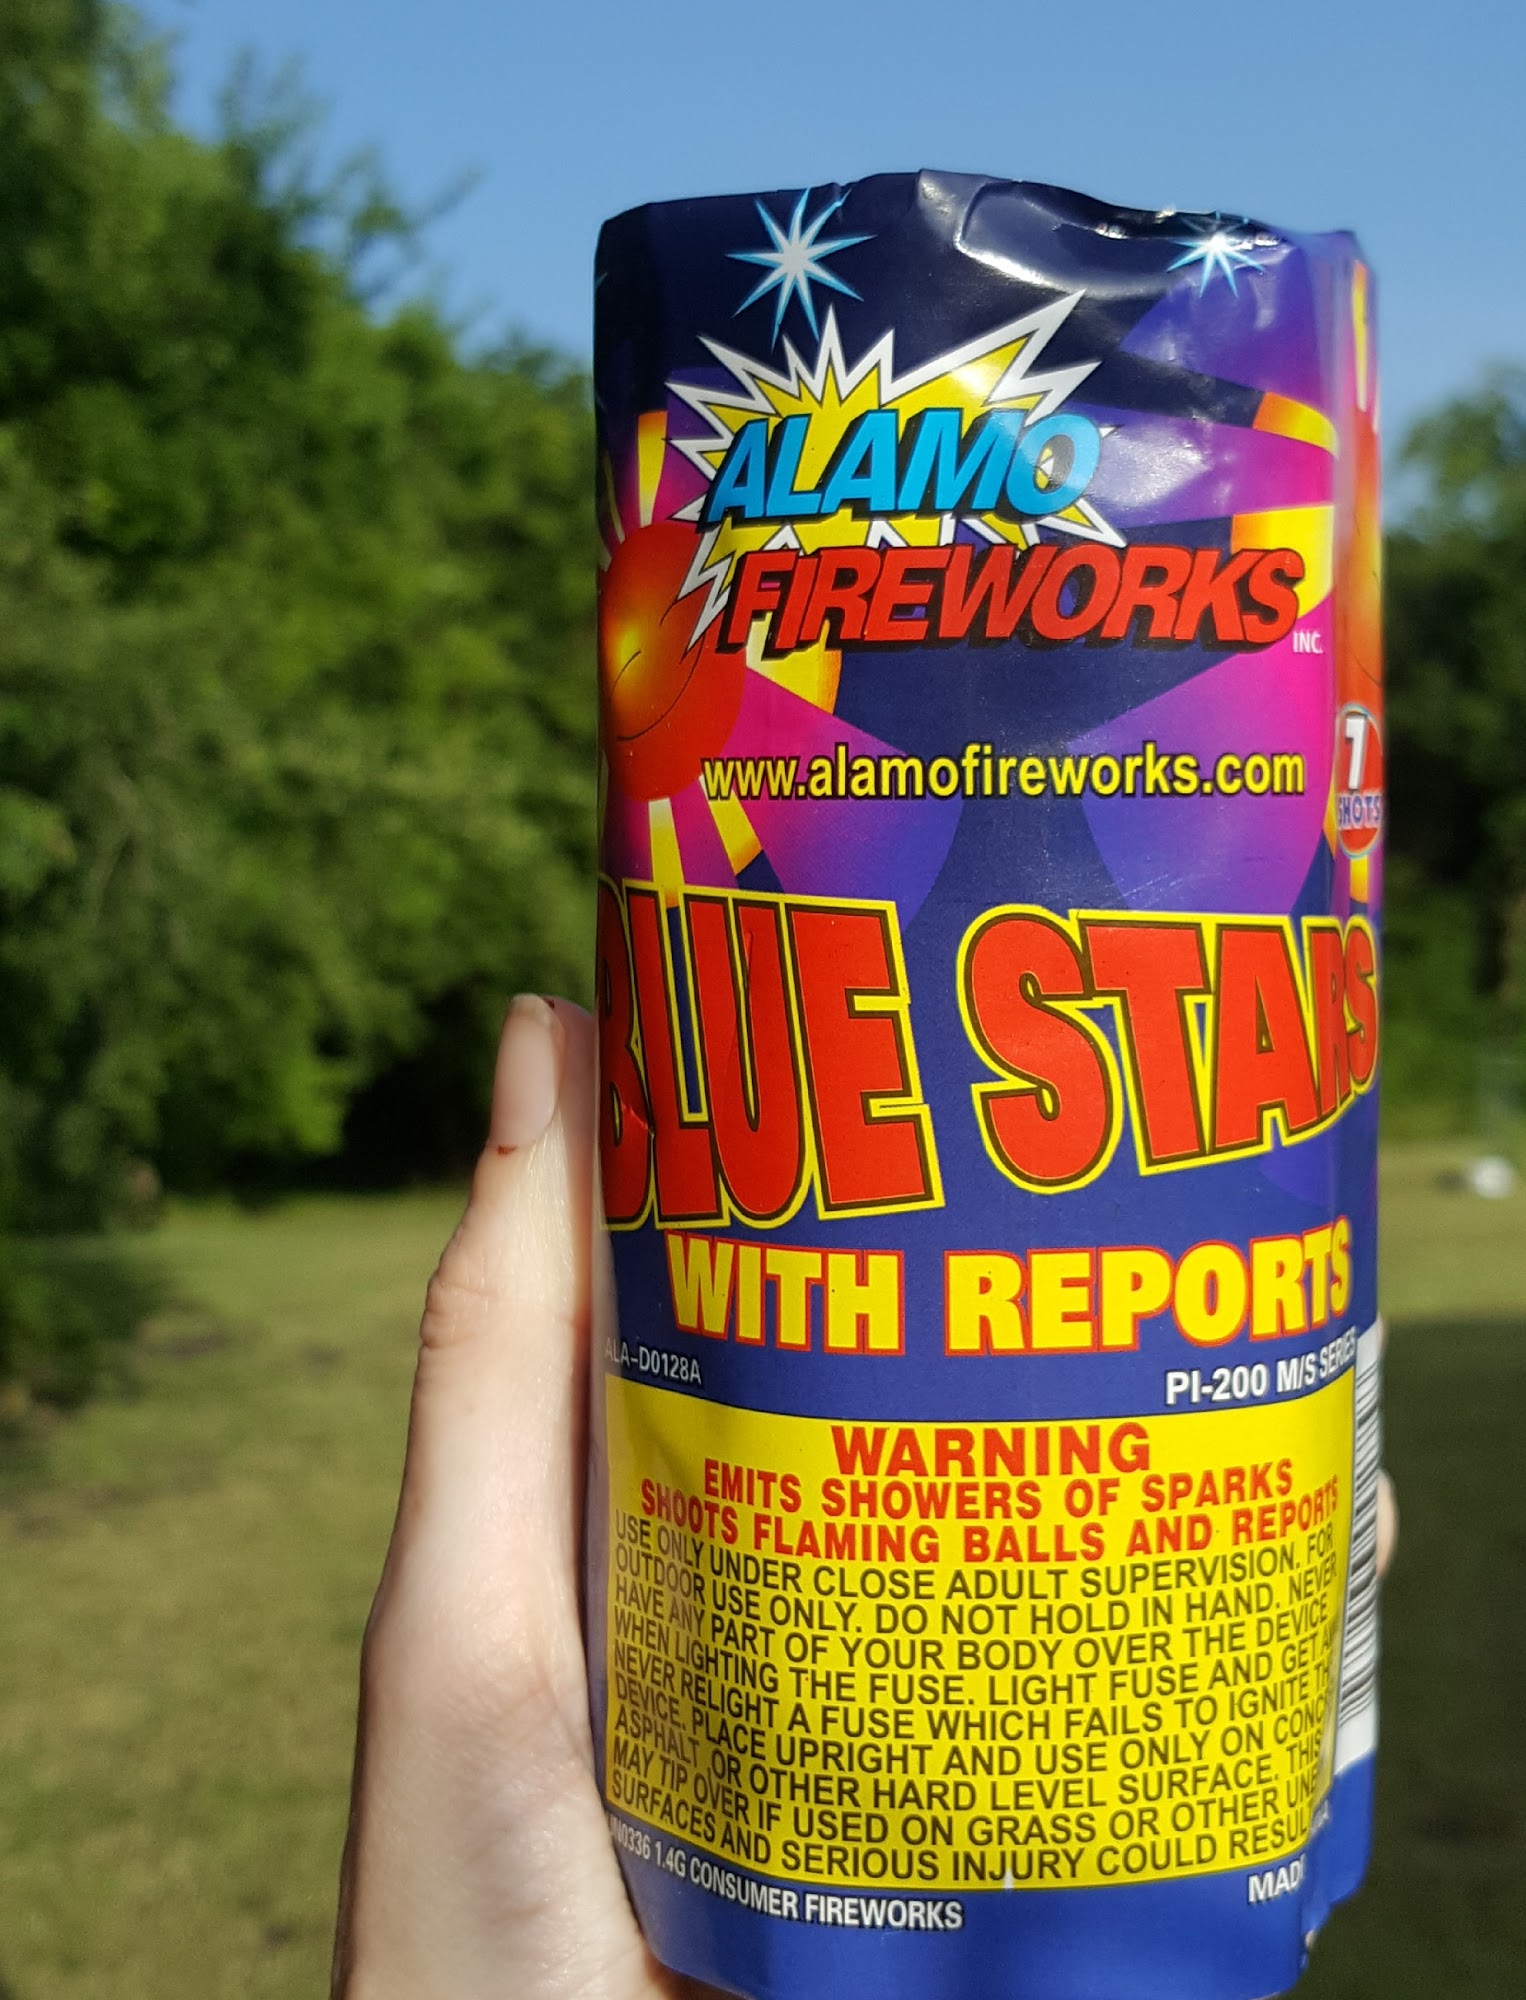 ALAMO
FIREWORKS
INC.
www.alamofireworks.com
7
SHOTS
BLUE STARS
WITH REPORTS
ALA-D0128A
PI-200 M/S SERIES
WARNING
EMITS SHOWERS OF SPARKS
SHOOTS FLAMING BALLS AND REPORTS
USE ONLY UNDER CLOSE ADULT SUPERVISION. FOR
OUTDOOR USE ONLY. DO NOT HOLD IN HAND. NEVER
HAVE ANY PART OF YOUR BODY OVER THE DEVICE
WHEN LIGHTING THE FUSE. LIGHT FUSE AND GET
NEVER RELIGHT A FUSE WHICH FAILS TO IGNITE
DEVICE. PLACE UPRIGHT AND USE ONLY ON
ASPHALT OR OTHER HARD LEVEL SURFACE. THIS
MAY TIP OVER IF USED ON GRASS OR OTHER
SURFACES AND SERIOUS INJURY COULD
UN0336 1.4G CONSUMER FIREWORKS